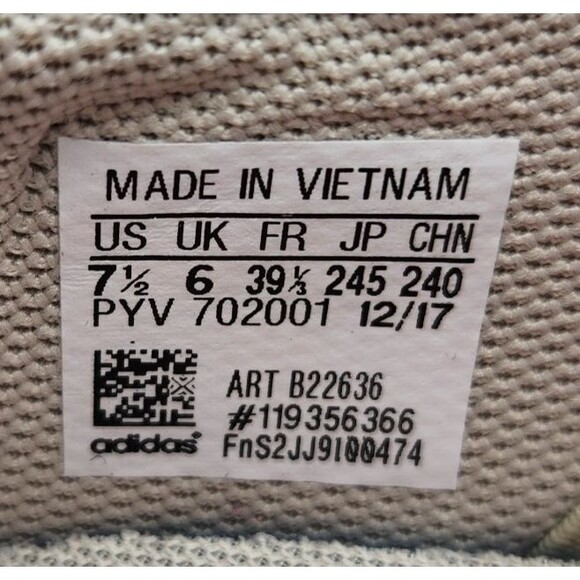 MADE IN VIETNAM
US UK FR JP CHN
7½ 6 39⅓ 245 240
PYV 702001 12/17
ART B22636
#119356366
adidas FnS2JJ9I00474